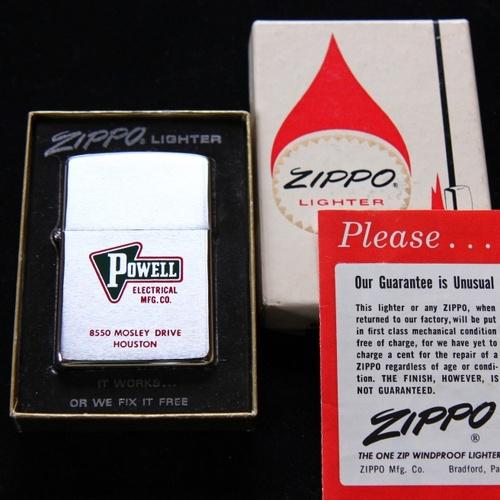 ZIPPO® LIGHTER
POWELL
ELECTRICAL
MFG. CO.
8550 MOSLEY DRIVE
HOUSTON
IT WORKS...
OR WE FIX IT FREE
ZIPPO®
LIGHTER
Please...
Our Guarantee is Unusual
This lighter or any ZIPPO, when
returned to our factory, will be put
in first class mechanical condition
free of charge, for we have yet to
charge a cent for the repair of a
ZIPPO regardless of age or condi-
tion. THE FINISH, HOWEVER, IS
NOT GUARANTEED.
ZIPPO
®
THE ONE ZIP WINDPROOF LIGHTER
ZIPPO Mfg. Co. Bradford, Pa